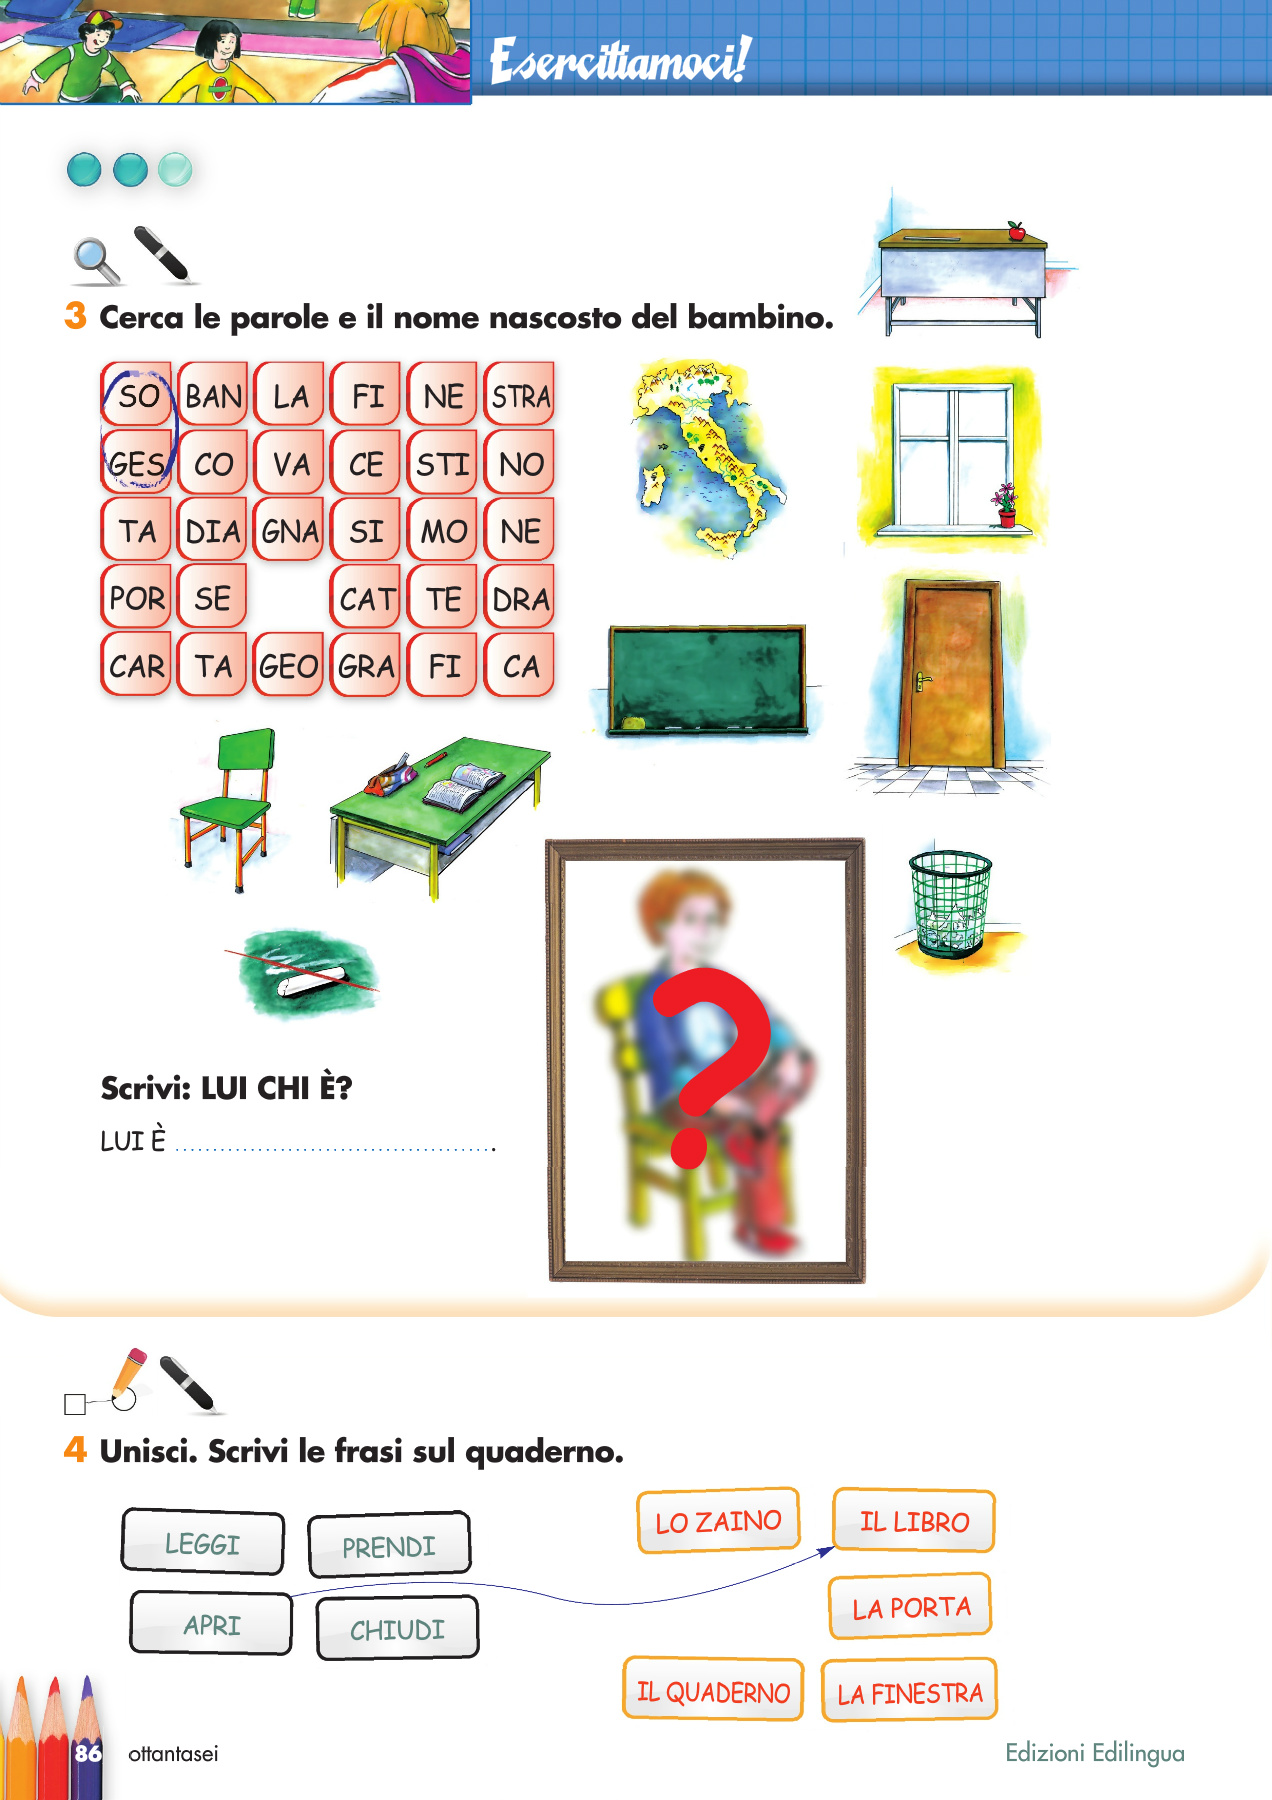 Esercitiamoci!
3 Cerca le parole e il nome nascosto del bambino.
SO BAN LA FI NE STRA
GES CO VA CE STI NO
TA DIA GNA SI MO NE
POR SE CAT TE DRA
CAR TA GEO GRA FI CA
?
Scrivi: LUI CHI È?
LUI È ........................................ .
4 Unisci. Scrivi le frasi sul quaderno.
LEGGI PRENDI
APRI CHIUDI
LO ZAINO IL LIBRO
LA PORTA
IL QUADERNO LA FINESTRA
86 ottantasei
Edizioni Edilingua